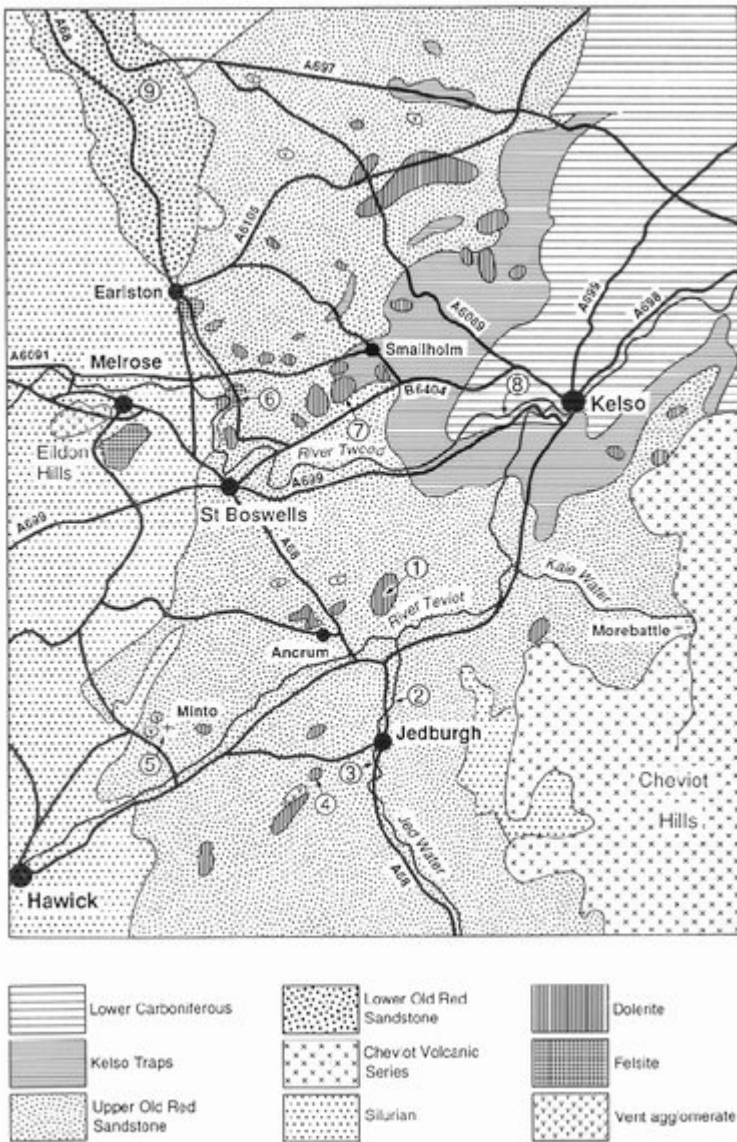 A68
A697
⑨
A6105
Earlston
A6089
A699
A698
A6091
Melrose
Smailholm
⑧
B6404
Kelso
⑥
⑦
Eildon
Hills
River Tweed
A699
St Boswells
A699
A68
①
River Teviot
Kale Water
Ancrum
Morebattle
②
Minto
Jedburgh
⑤
③
④
Cheviot
Hills
Jed Water
A68
Hawick
Lower Carboniferous
Lower Old Red
Sandstone
Dolerite
Kelso Traps
Cheviot Volcanic
Series
Felsite
Upper Old Red
Sandstone
Silurian
Vent agglomerate